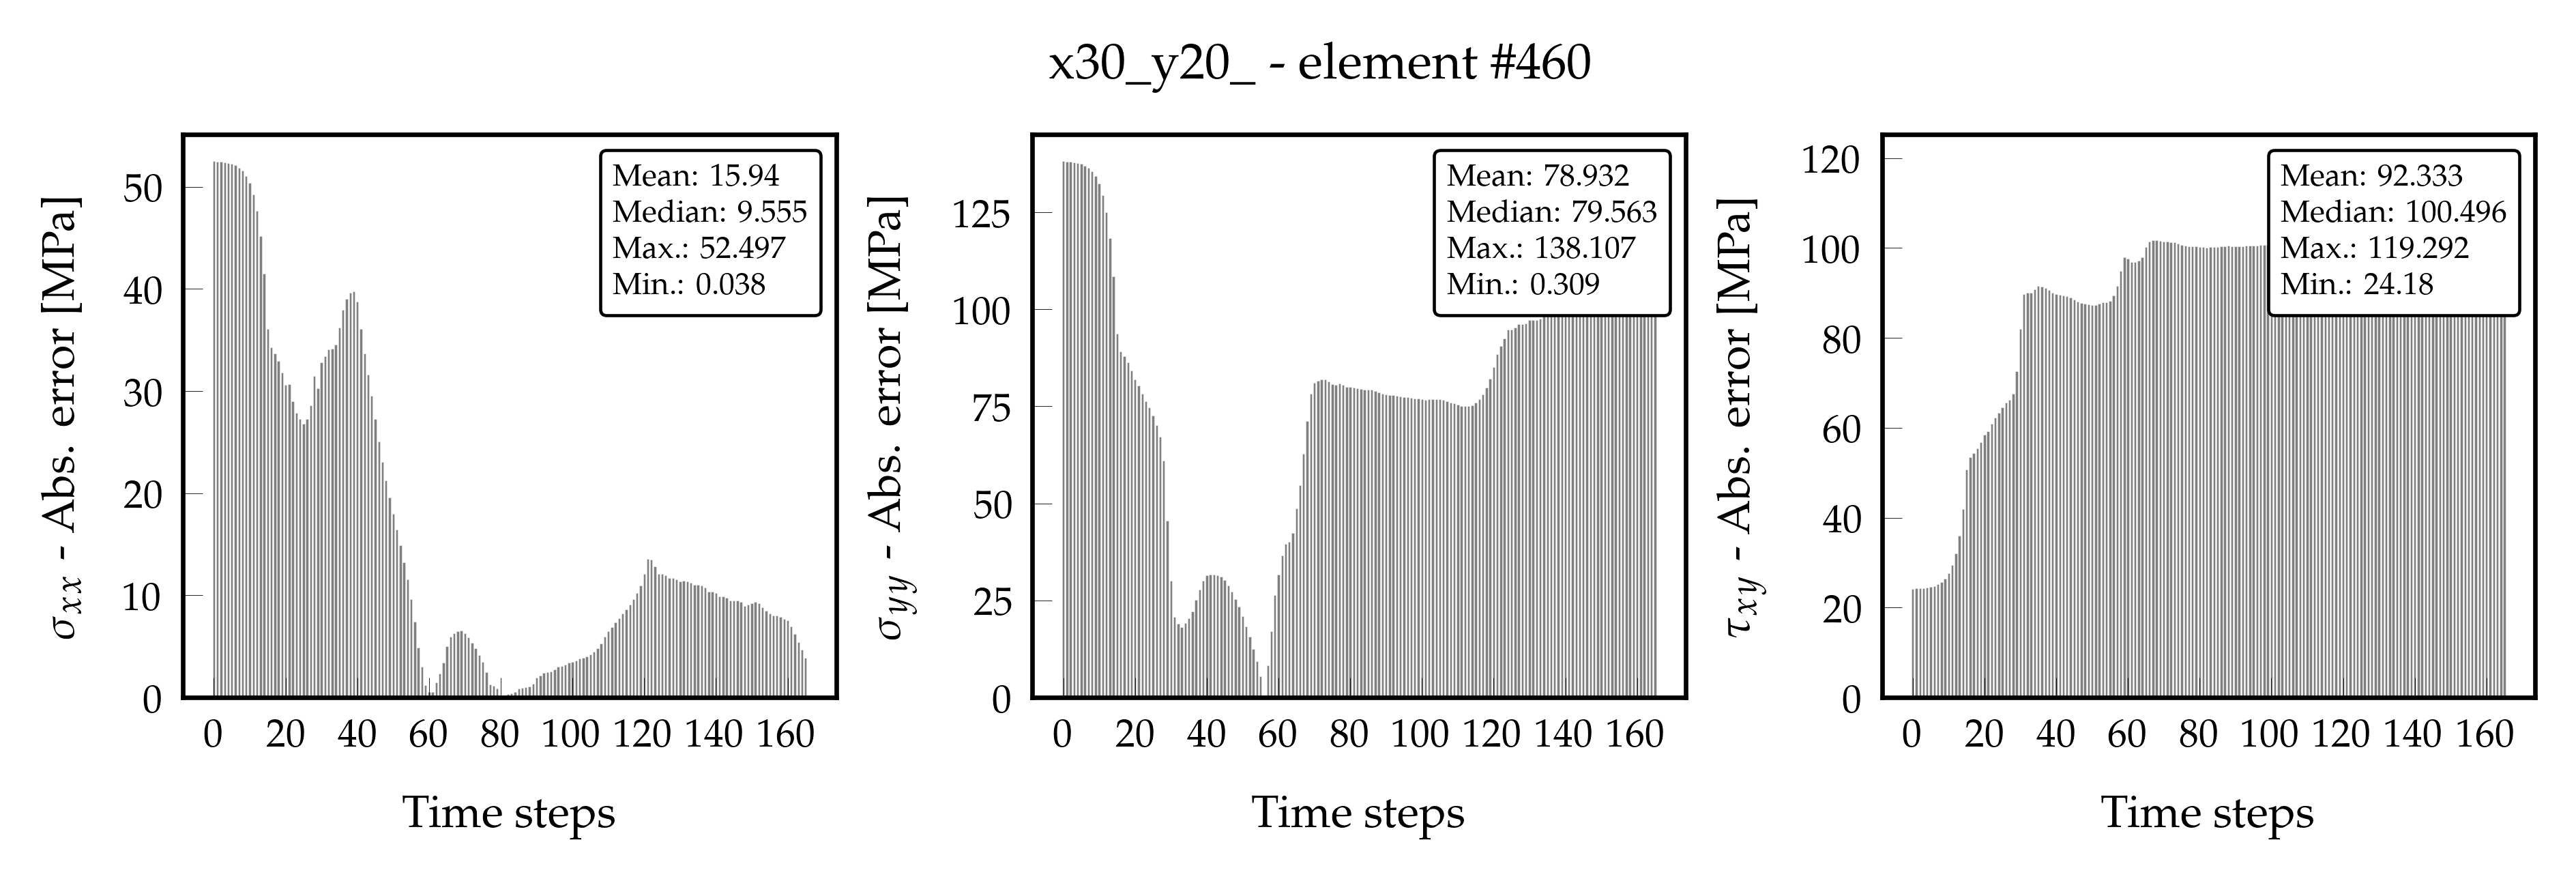 x30_y20_ - element #460
σxx - Abs. error [MPa]
50
40
30
20
10
0
Mean: 15.94
Median: 9.555
Max.: 52.497
Min.: 0.038
0 20 40 60 80 100 120 140 160
Time steps
σyy - Abs. error [MPa]
125
100
75
50
25
0
Mean: 78.932
Median: 79.563
Max.: 138.107
Min.: 0.309
0 20 40 60 80 100 120 140 160
Time steps
τxy - Abs. error [MPa]
120
100
80
60
40
20
0
Mean: 92.333
Median: 100.496
Max.: 119.292
Min.: 24.18
0 20 40 60 80 100 120 140 160
Time steps